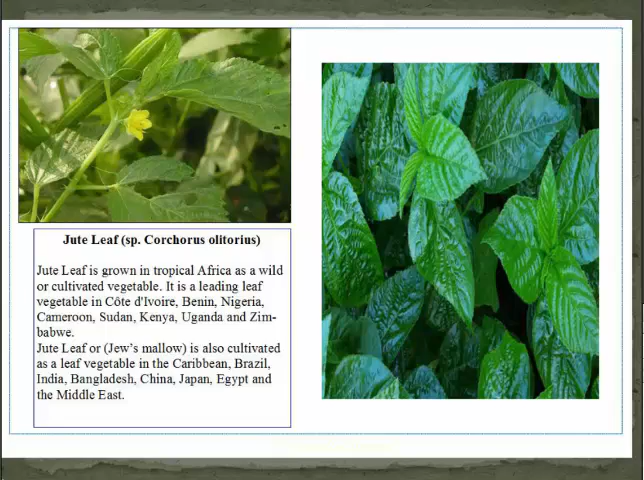 Jute Leaf (sp. Corchorus olitorius)
Jute Leaf is grown in tropical Africa as a wild
or cultivated vegetable. It is a leading leaf
vegetable in Côte d'Ivoire, Benin, Nigeria,
Cameroon, Sudan, Kenya, Uganda and Zim-
babwe.
Jute Leaf or (Jew's mallow) is also cultivated
as a leaf vegetable in the Caribbean, Brazil,
India, Bangladesh, China, Japan, Egypt and
the Middle East.